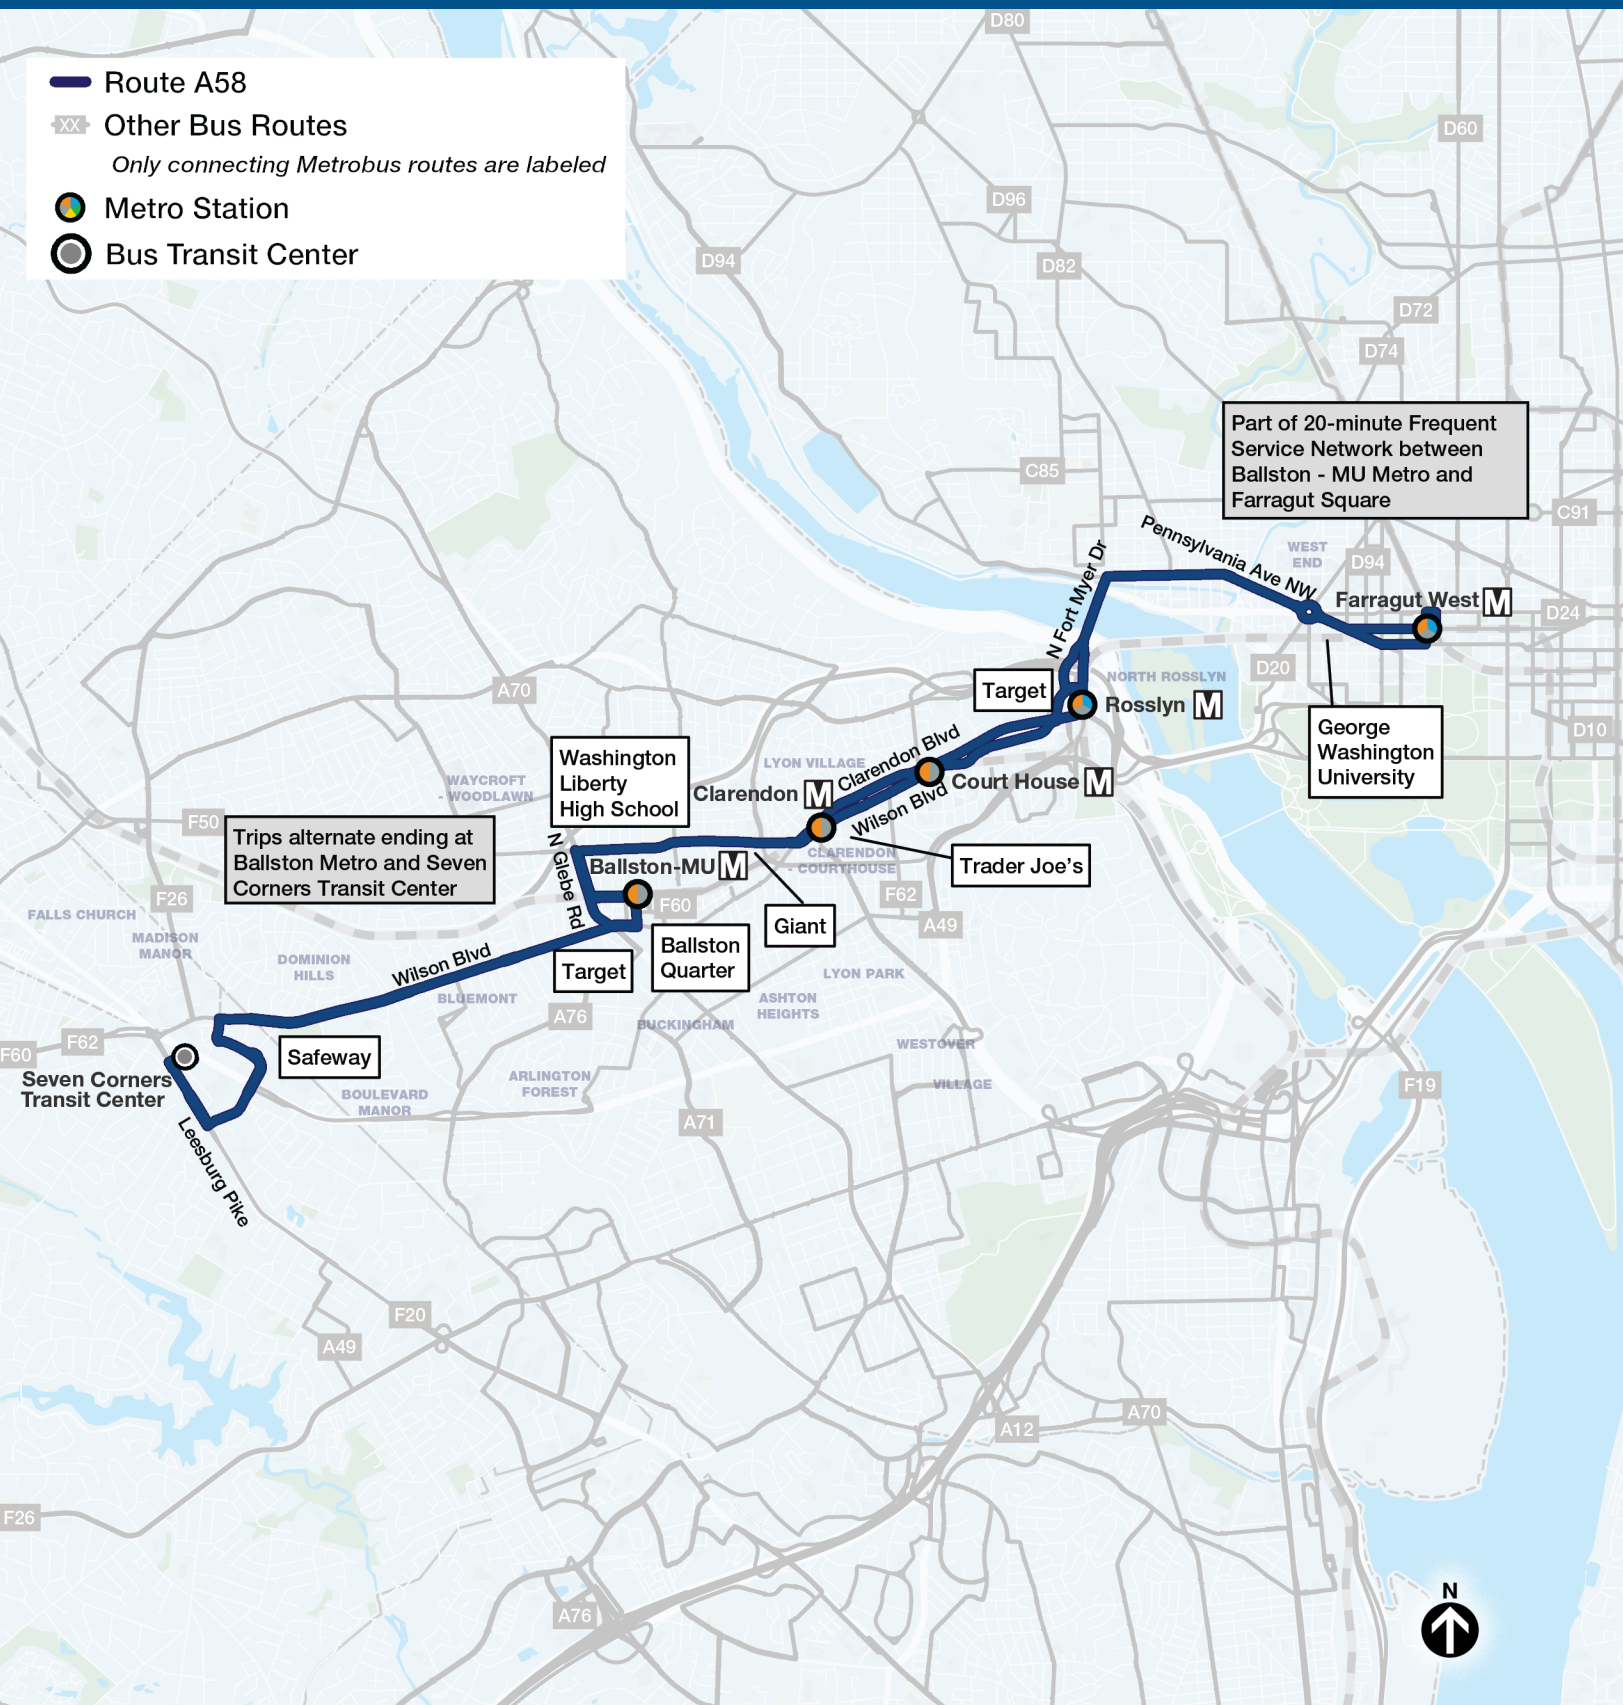 Route A58
XX
Other Bus Routes
Only connecting Metrobus routes are labeled
Metro Station
Bus Transit Center
D80
D60
D96
D94
D82
D72
D74
Part of 20-minute Frequent
Service Network between
Ballston - MU Metro and
Farragut Square
C85
C91
Pennsylvania Ave NW
WEST
END
D94
N Fort Myer Dr
Farragut West M
D24
D20
Target
NORTH ROSSLYN
Rosslyn M
A70
George
Washington
University
D10
Washington
Liberty
High School
WAYCROFT
- WOODLAWN
LYON VILLAGE
Clarendon Blvd
Clarendon M
Court House M
Wilson Blvd
F50
Trips alternate ending at
Ballston Metro and Seven
Corners Transit Center
N Glebe Rd
Ballston-MU M
CLARENDON
- COURTHOUSE
Trader Joe's
F26
F60
F62
A49
Giant
FALLS CHURCH
MADISON
MANOR
DOMINION
HILLS
Wilson Blvd
Target
Ballston
Quarter
LYON PARK
BLUEMONT
ASHTON
HEIGHTS
A76
BUCKINGHAM
WESTOVER
VILLAGE
F60
F62
Safeway
Seven Corners
Transit Center
BOULEVARD
MANOR
ARLINGTON
FOREST
F19
A71
Leesburg Pike
F20
A49
A70
A12
F26
A76
N